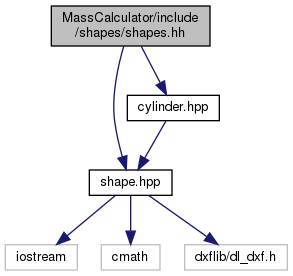 MassCalculator/include
/shapes/shapes.hh
cylinder.hpp
shape.hpp
iostream
cmath
dxflib/dl_dxf.h